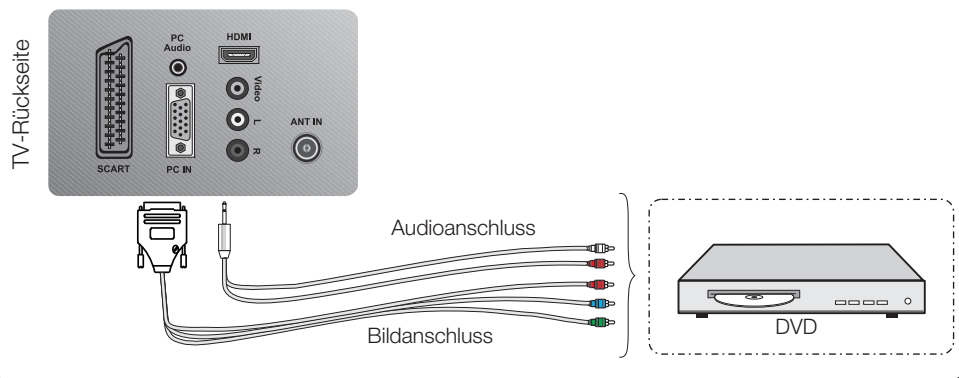 TV-Rückseite
PC
Audio
HDMI
Video
L
R
ANT IN
SCART
PC IN
Audioanschluss
Bildanschluss
DVD